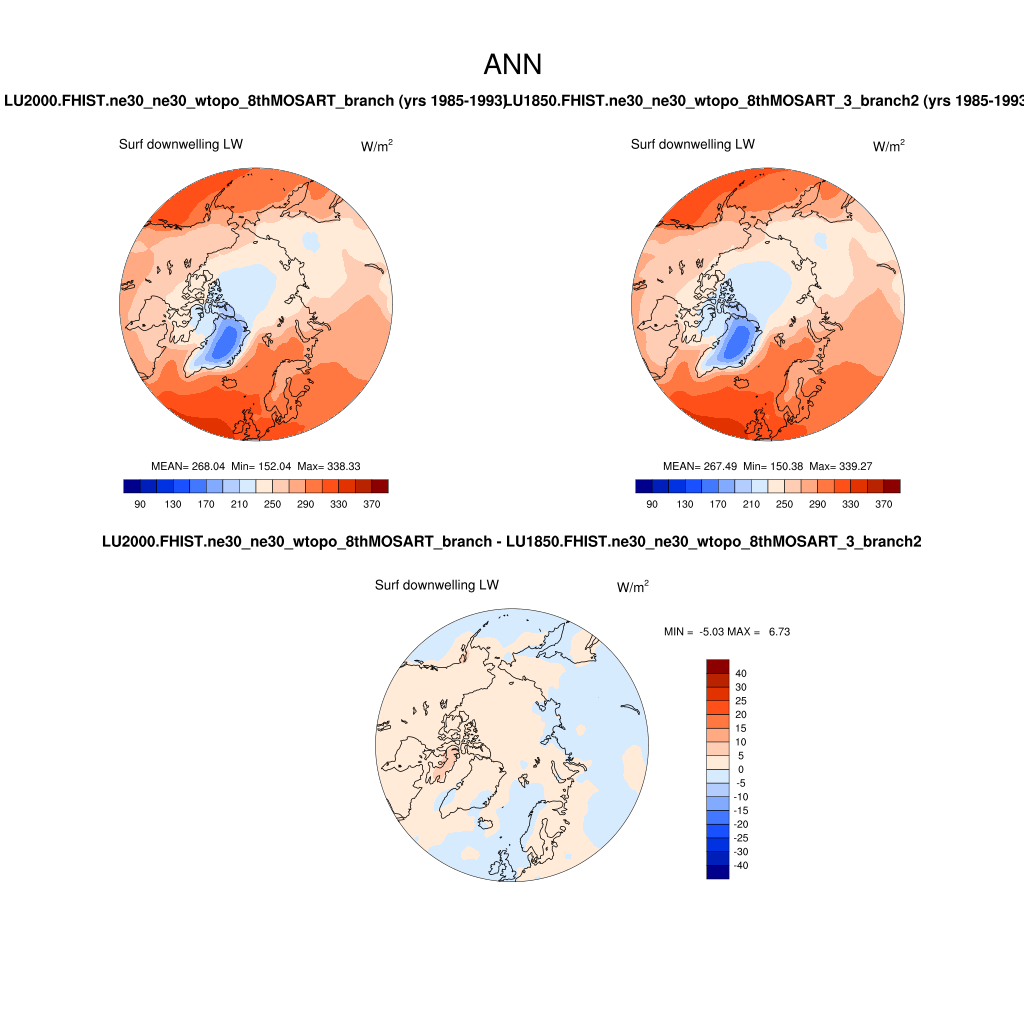 ANN
LU2000.FHIST.ne30_ne30_wtopo_8thMOSART_branch (yrs 1985-1993)
LU1850.FHIST.ne30_ne30_wtopo_8thMOSART_3_branch2 (yrs 1985-1993
Surf downwelling LW W/m²
Surf downwelling LW W/m²
MEAN= 268.04 Min= 152.04 Max= 338.33
MEAN= 267.49 Min= 150.38 Max= 339.27
90 130 170 210 250 290 330 370
90 130 170 210 250 290 330 370
LU2000.FHIST.ne30_ne30_wtopo_8thMOSART_branch - LU1850.FHIST.ne30_ne30_wtopo_8thMOSART_3_branch2
Surf downwelling LW W/m²
MIN = -5.03 MAX = 6.73
40
30
25
20
15
10
5
0
-5
-10
-15
-20
-25
-30
-40